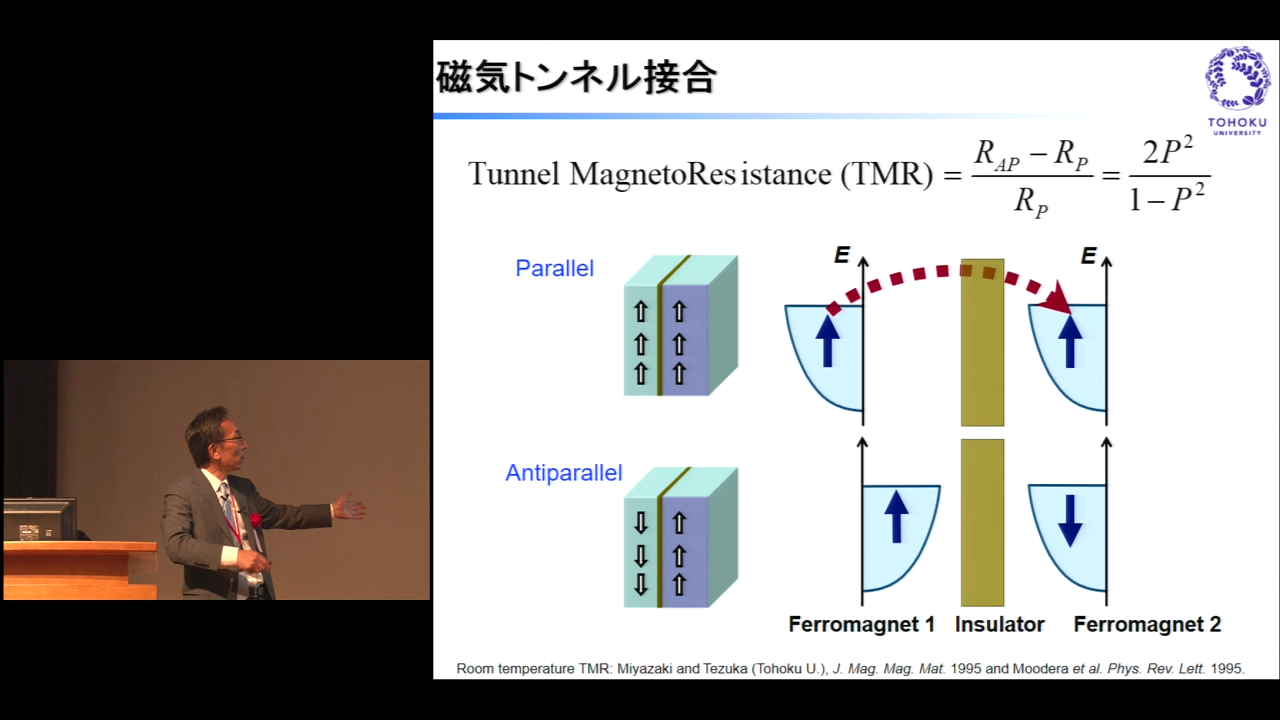 磁気トンネル接合
TOHOKU
UNIVERSITY
Tunnel MagnetoResistance (TMR) = (R_AP − R_P) / R_P = 2P² / (1 − P²)
Parallel
E
E
Antiparallel
Ferromagnet 1 Insulator Ferromagnet 2
Room temperature TMR: Miyazaki and Tezuka (Tohoku U.), J. Mag. Mag. Mat. 1995 and Moodera et al. Phys. Rev. Lett. 1995.